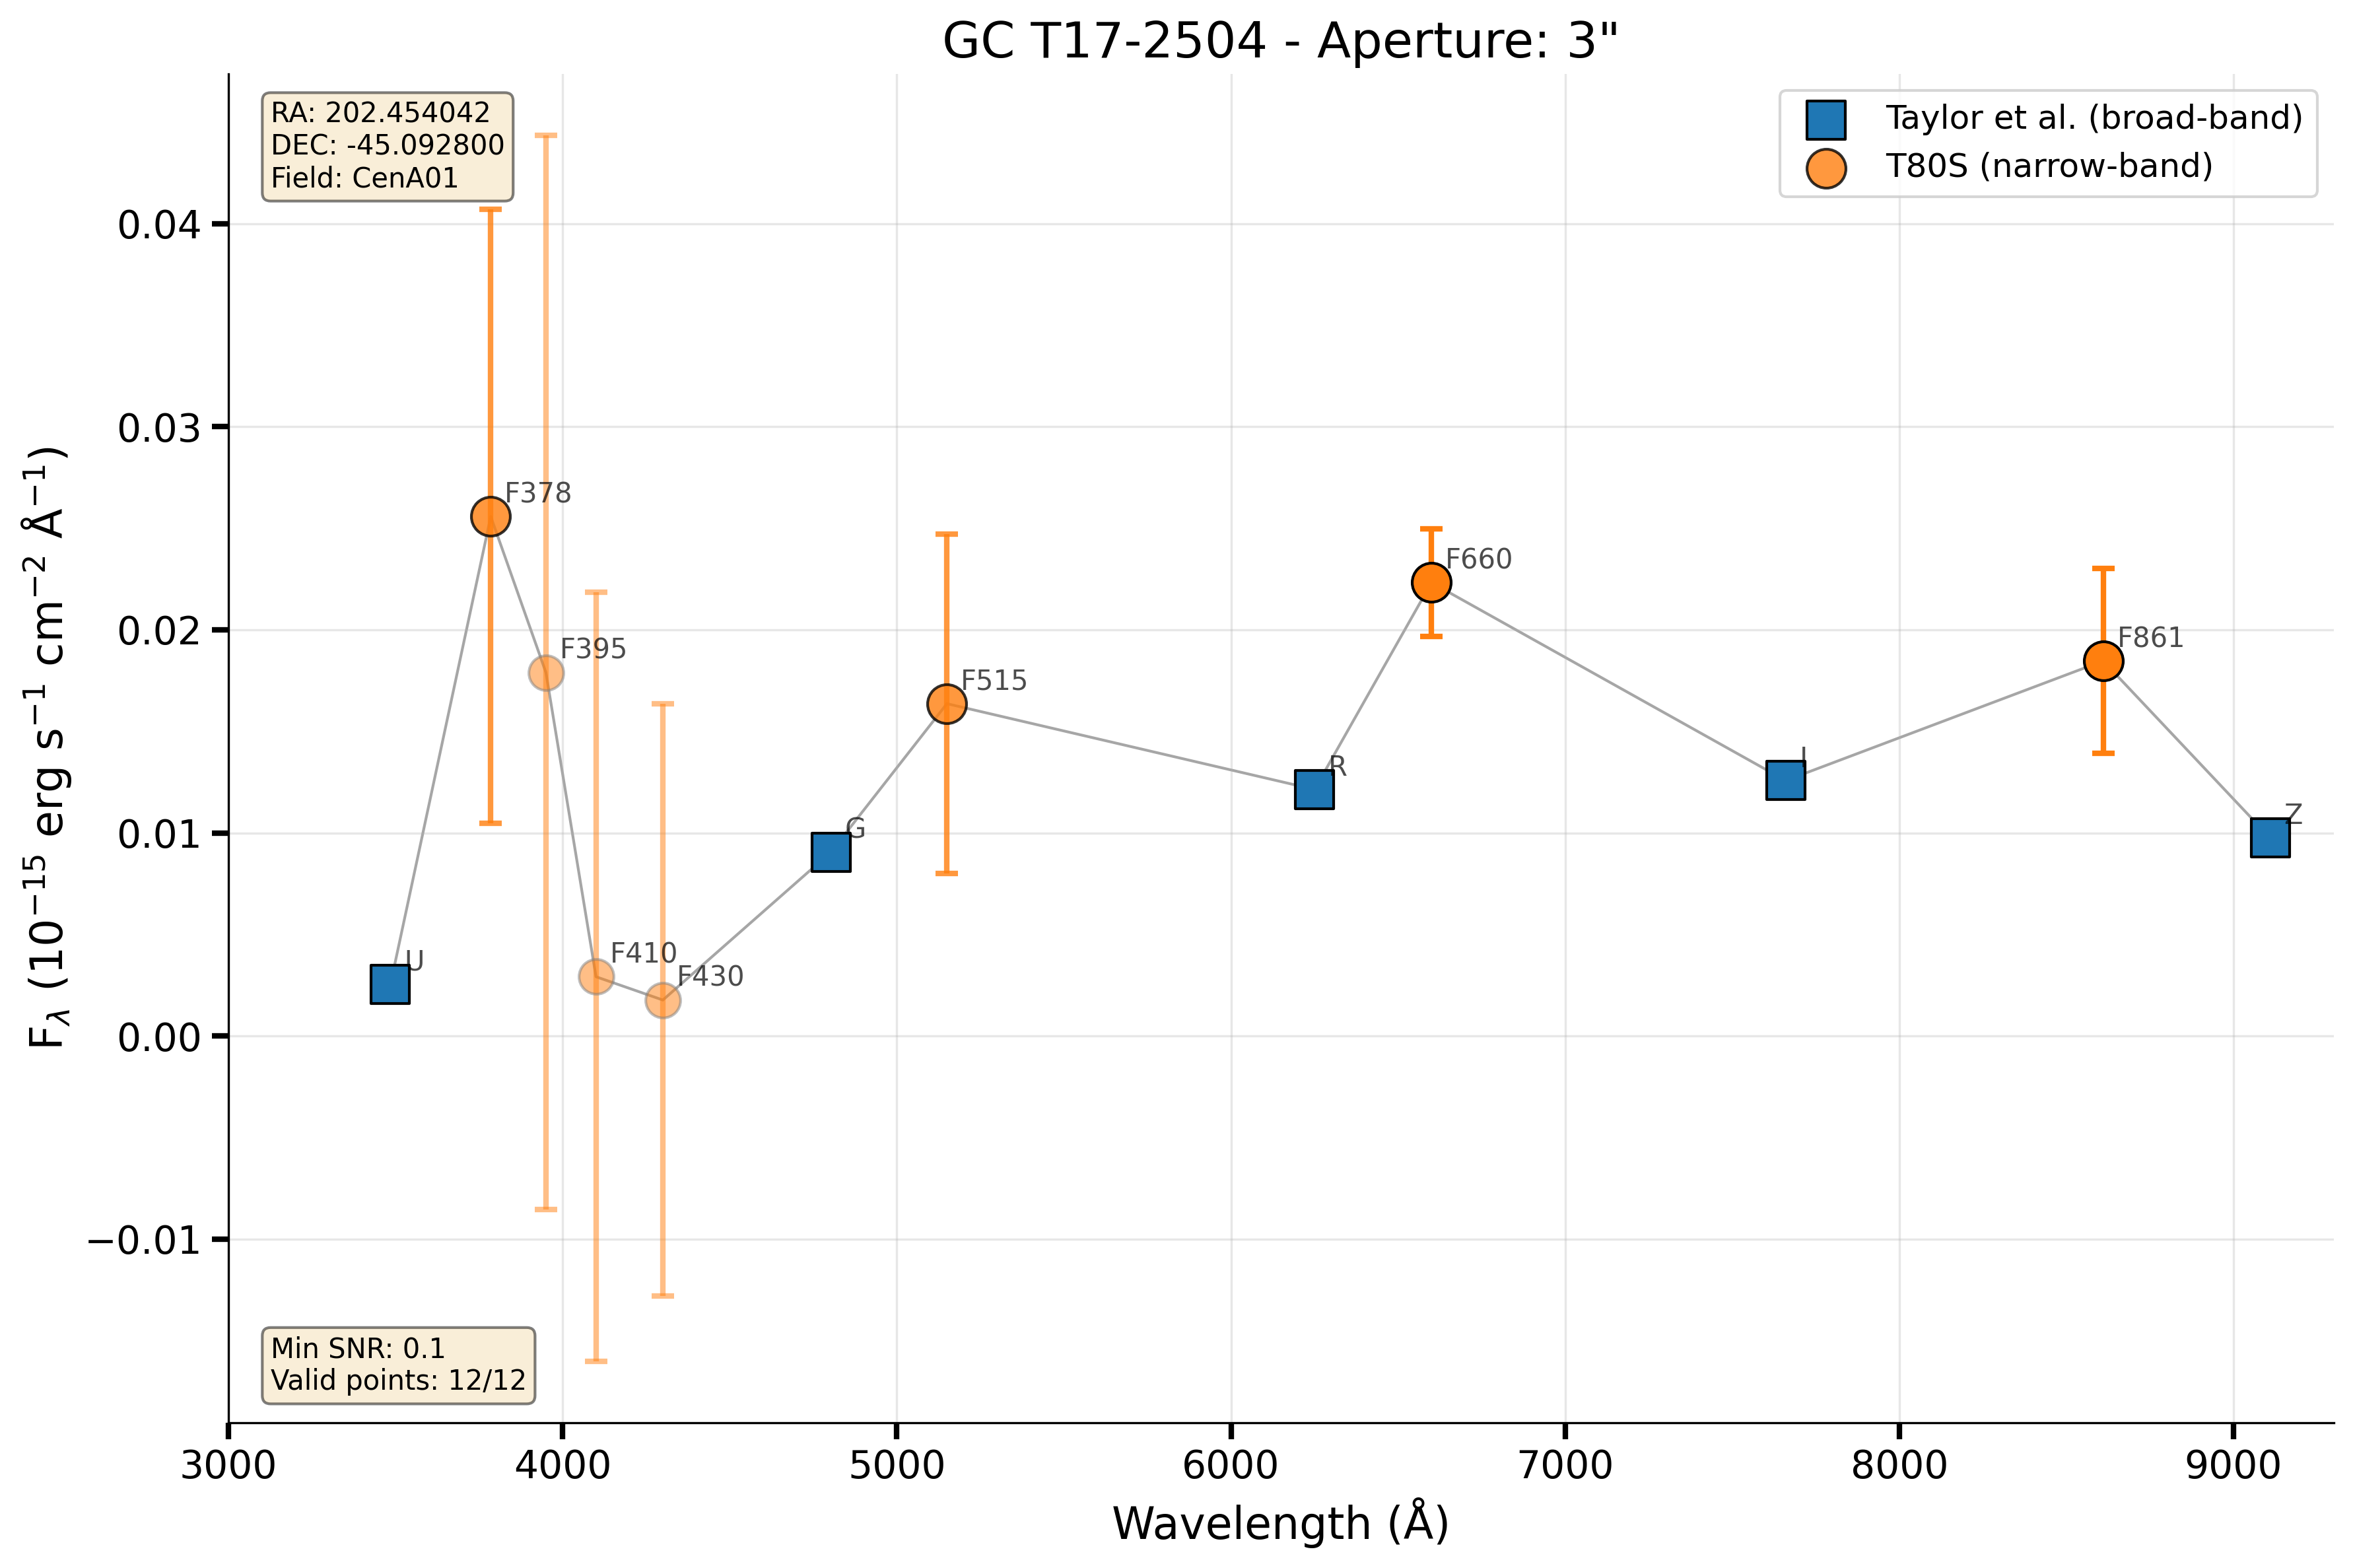 GC T17-2504 - Aperture: 3"
RA: 202.454042
DEC: -45.092800
Field: CenA01
Taylor et al. (broad-band)
T80S (narrow-band)
F_λ (10⁻¹⁵ erg s⁻¹ cm⁻² Å⁻¹)
0.04
0.03
0.02
0.01
0.00
−0.01
U
F378
F395
F410
F430
G
F515
R
F660
I
F861
Z
Min SNR: 0.1
Valid points: 12/12
3000
4000
5000
6000
7000
8000
9000
Wavelength (Å)